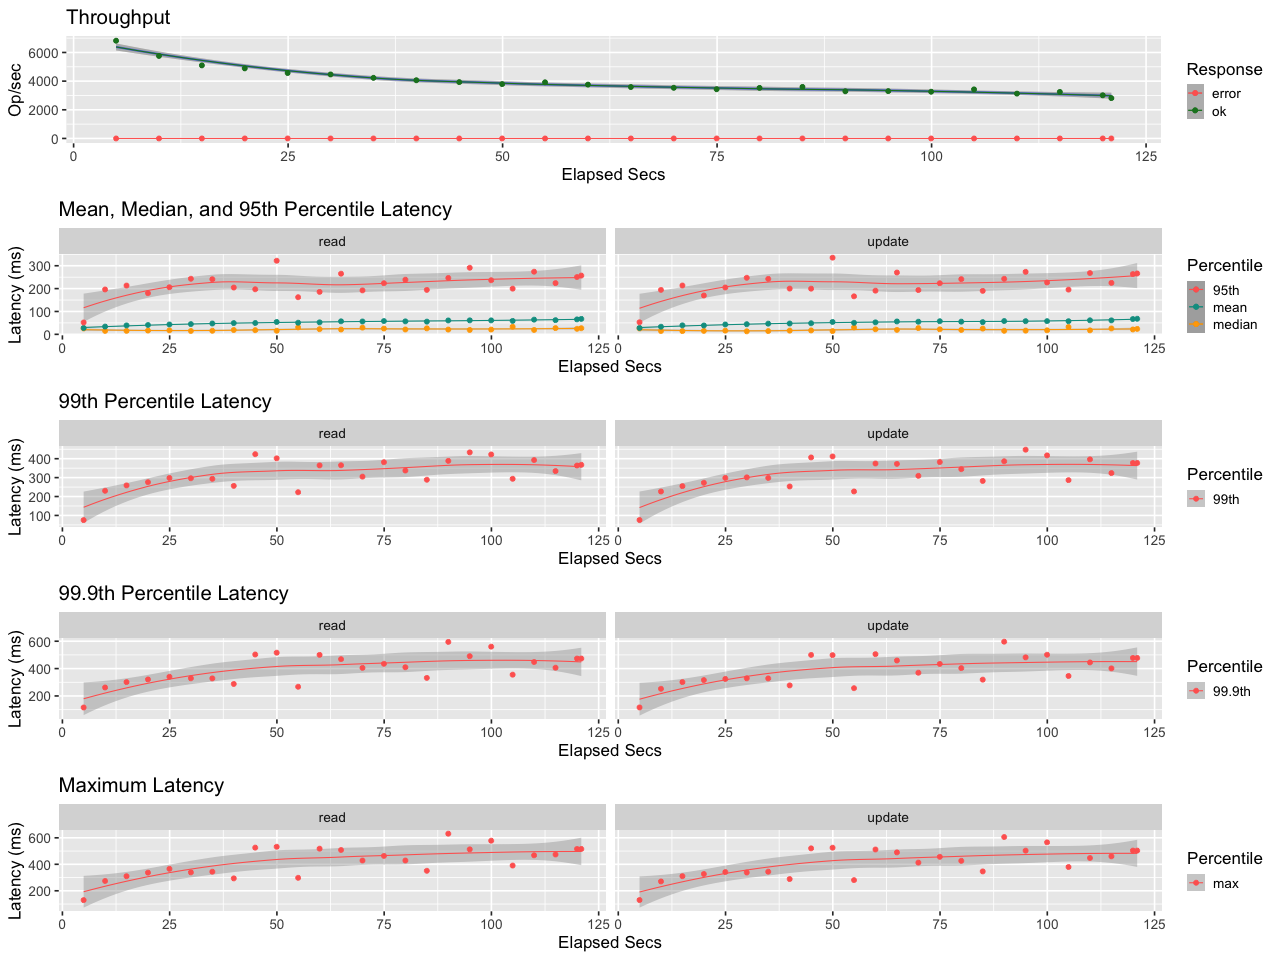 Throughput
Op/sec
6000
4000
2000
0
0 25 50 75 100 125
Elapsed Secs
Response
error
ok
Mean, Median, and 95th Percentile Latency
read update
Latency (ms)
300
200
100
0
0 25 50 75 100 125 0 25 50 75 100 125
Elapsed Secs
Percentile
95th
mean
median
99th Percentile Latency
read update
Latency (ms)
400
300
200
100
0 25 50 75 100 125 0 25 50 75 100 125
Elapsed Secs
Percentile
99th
99.9th Percentile Latency
read update
Latency (ms)
600
400
200
0 25 50 75 100 125 0 25 50 75 100 125
Elapsed Secs
Percentile
99.9th
Maximum Latency
read update
Latency (ms)
600
400
200
0 25 50 75 100 125 0 25 50 75 100 125
Elapsed Secs
Percentile
max